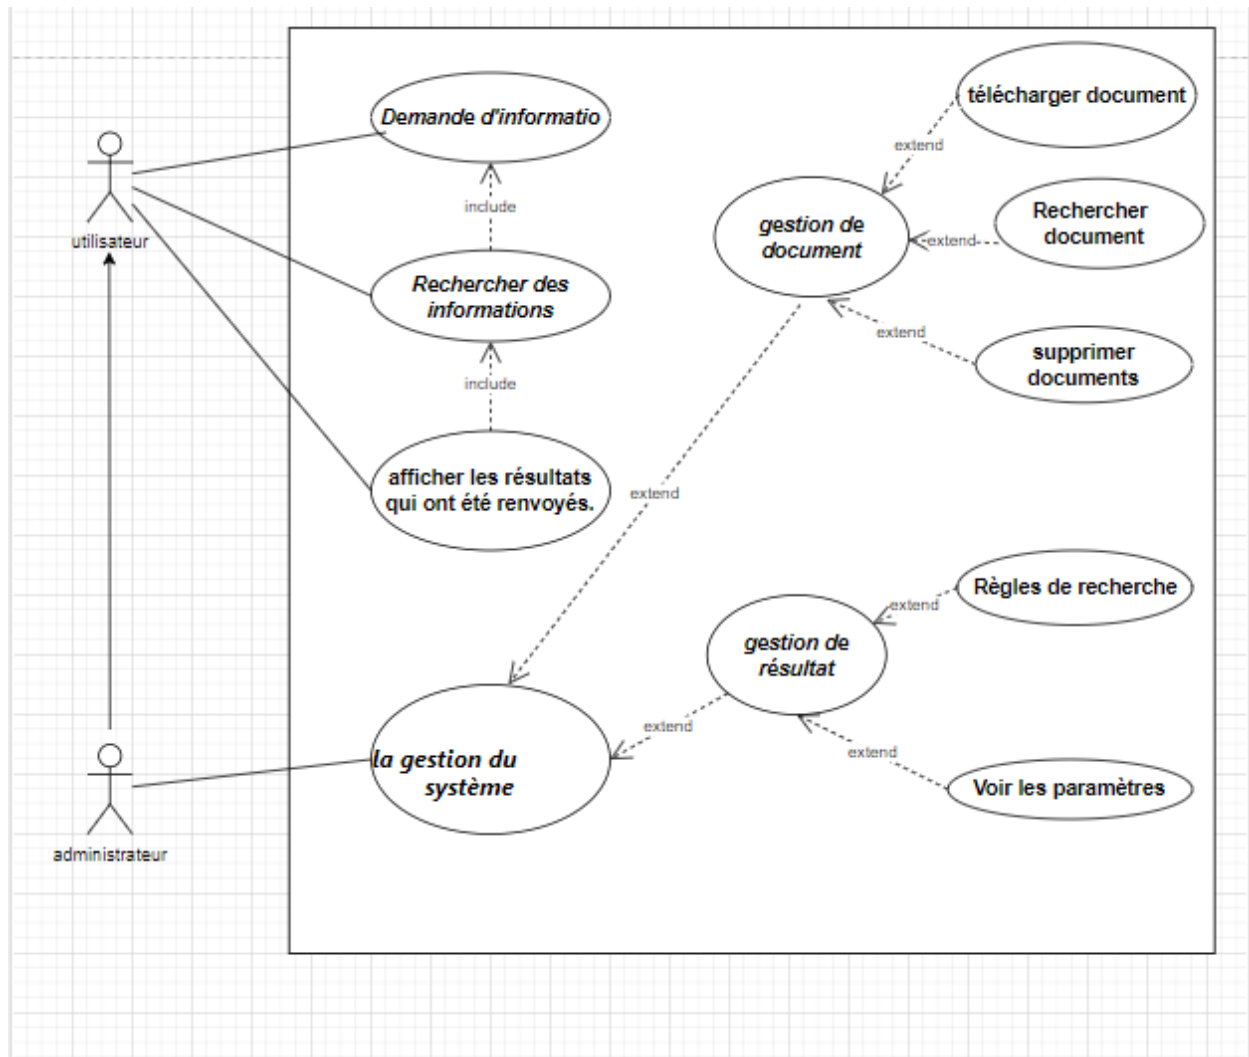 Demande d'informatio
utilisateur
include
Rechercher des
informations
include
afficher les résultats
qui ont été renvoyés.
télécharger document
extend
gestion de
document
extend
Rechercher
document
extend
supprimer
documents
extend
Règles de recherche
extend
gestion de
résultat
extend
extend
Voir les paramètres
la gestion du
système
administrateur